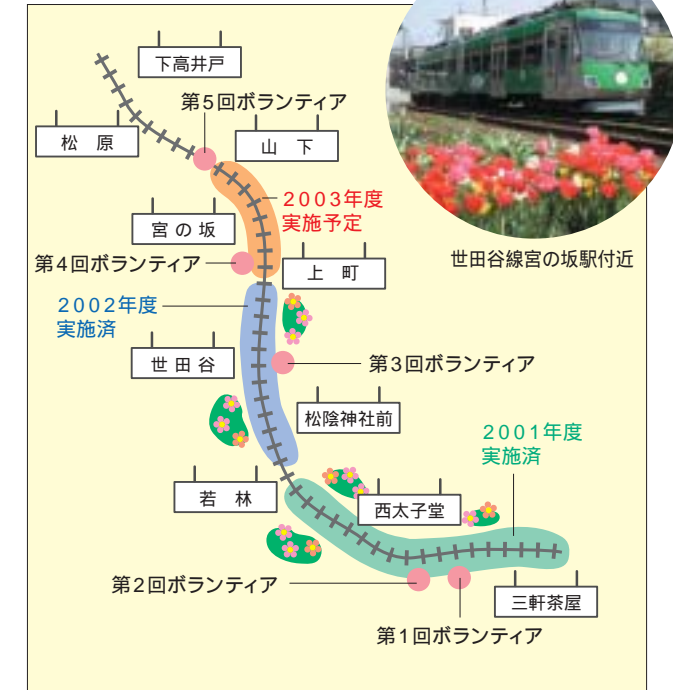 下高井戸
第5回ボランティア
松 原
山 下
2003年度
実施予定
宮の坂
世田谷線宮の坂駅付近
第4回ボランティア
上 町
2002年度
実施済
世田谷
第3回ボランティア
松陰神社前
2001年度
実施済
若 林
西太子堂
第2回ボランティア
三軒茶屋
第1回ボランティア